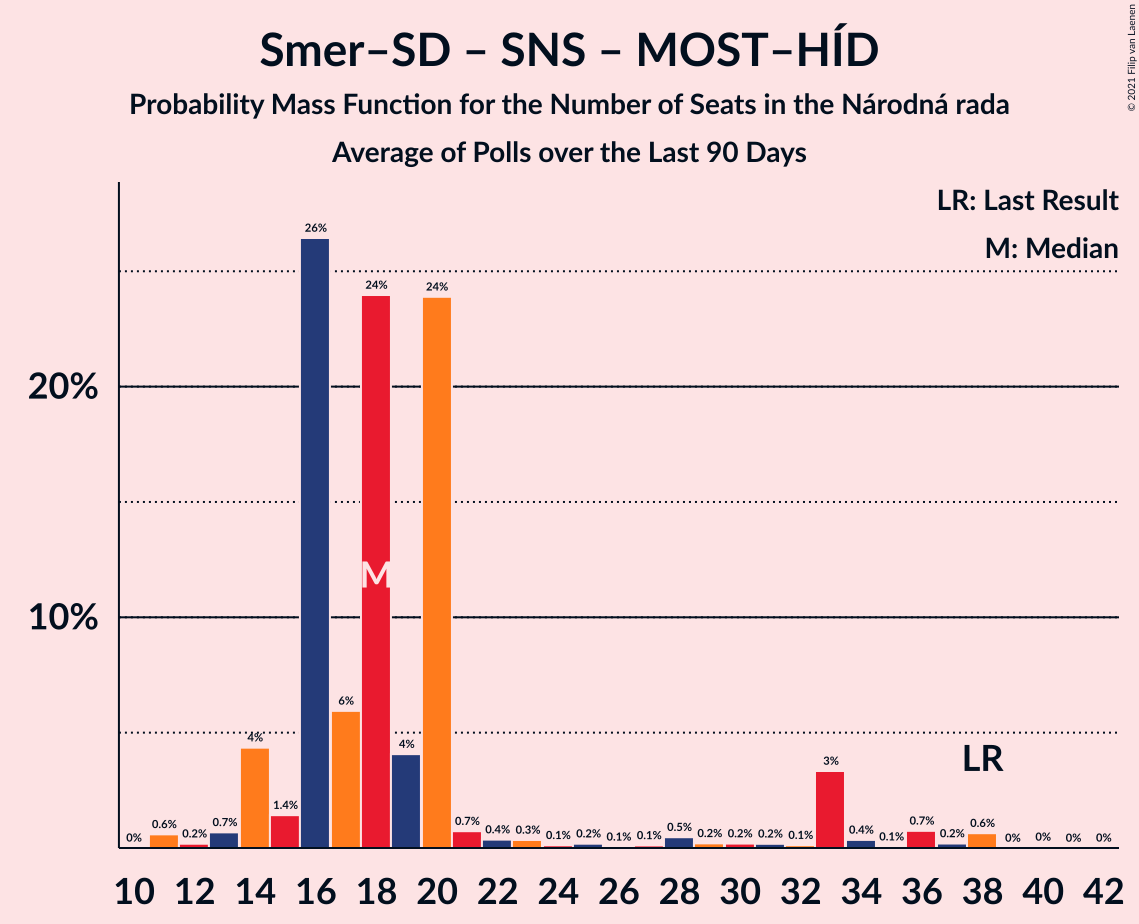 Smer–SD – SNS – MOST–HÍD
Probability Mass Function for the Number of Seats in the Národná rada
Average of Polls over the Last 90 Days
© 2021 Filip van Laenen
LR: Last Result
M: Median
20%
10%
0% 0.6% 0.2% 0.7% 4% 1.4% 26% 6% 24% 4% 24% 0.7% 0.4% 0.3% 0.1% 0.2% 0.1% 0.1% 0.5% 0.2% 0.2% 0.2% 0.1% 3% 0.4% 0.1% 0.7% 0.2% 0.6% 0% 0% 0% 0%
M
LR
10 12 14 16 18 20 22 24 26 28 30 32 34 36 38 40 42